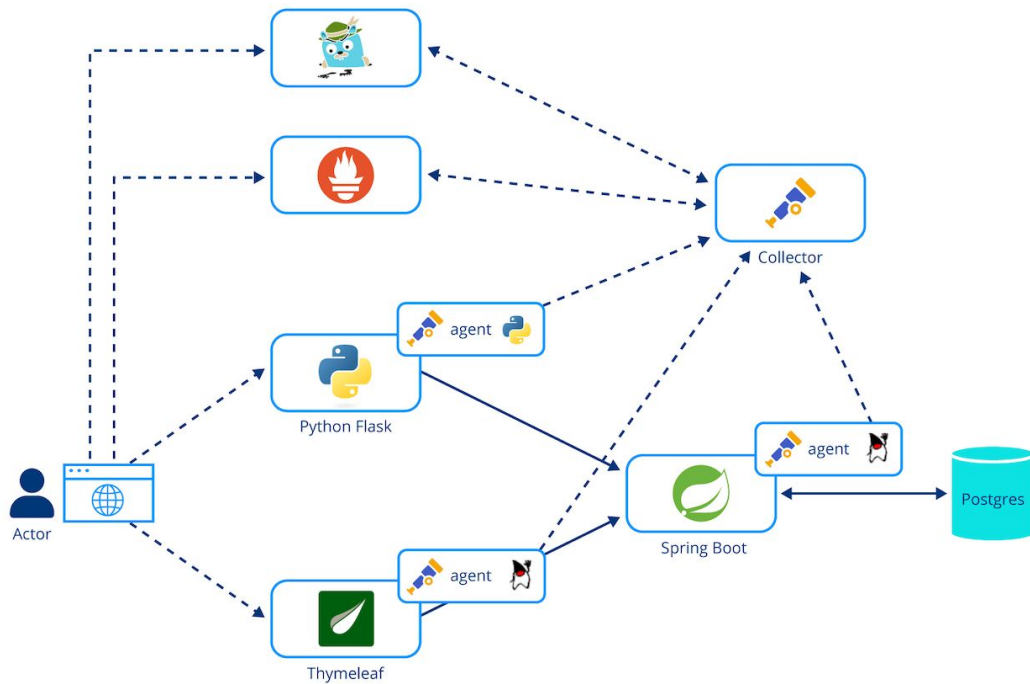 Collector
agent
Python Flask
agent
Postgres
Actor
Spring Boot
agent
Thymeleaf